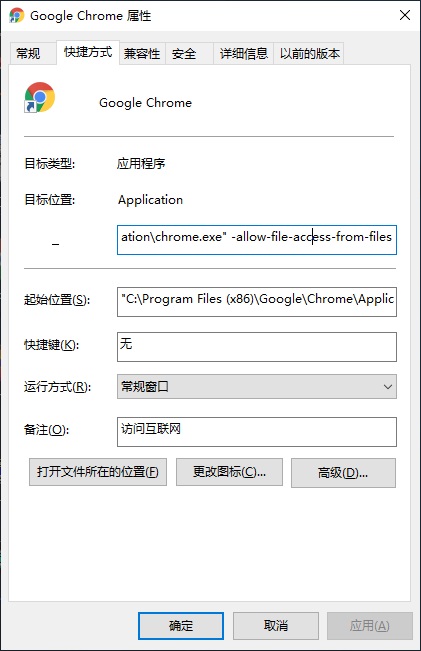 Google Chrome 属性
常规 快捷方式 兼容性 安全 详细信息 以前的版本
Google Chrome
目标类型: 应用程序
目标位置: Application
ation\chrome.exe" -allow-file-access-from-files
起始位置(S): "C:\Program Files (x86)\Google\Chrome\Applic
快捷键(K): 无
运行方式(R): 常规窗口
备注(O): 访问互联网
打开文件所在的位置(F) 更改图标(C)... 高级(D)...
确定 取消 应用(A)